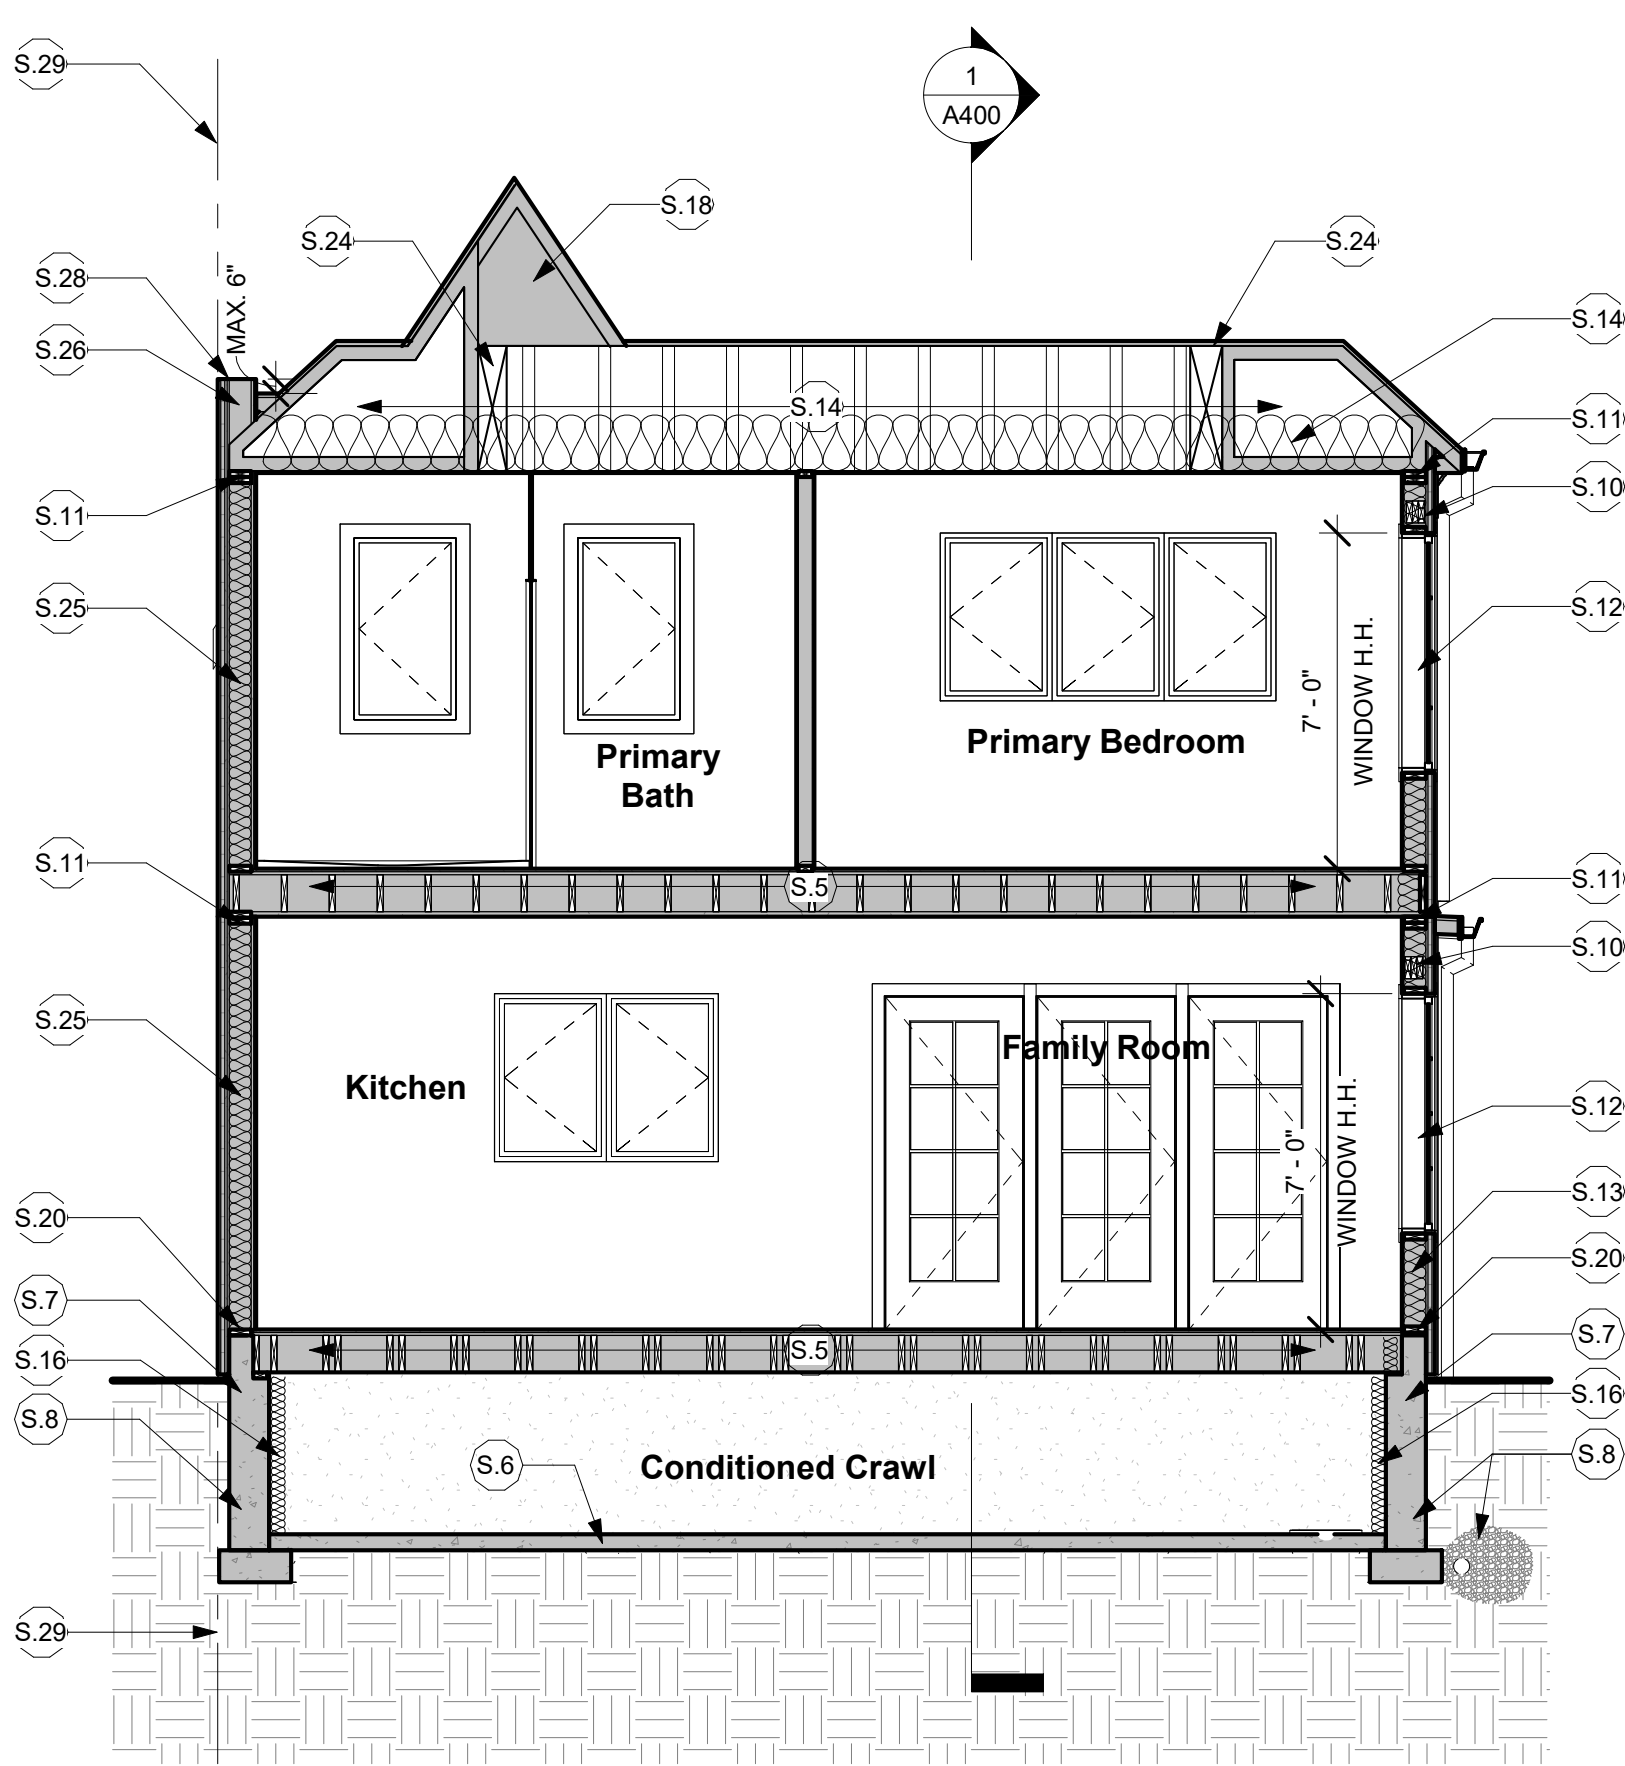 S.29
1
A400
S.18
S.24
S.24
S.28
MAX. 6"
S.14
S.26
S.14
S.11
S.11
S.10
S.25
S.12
7' - 0"
WINDOW H.H.
Primary
Bath
Primary Bedroom
S.11
S.5
S.11
S.10
S.25
Family Room
Kitchen
S.12
7' - 0"
WINDOW H.H.
S.13
S.20
S.20
S.7
S.7
S.16
S.5
S.16
S.8
S.6
Conditioned Crawl
S.8
S.29